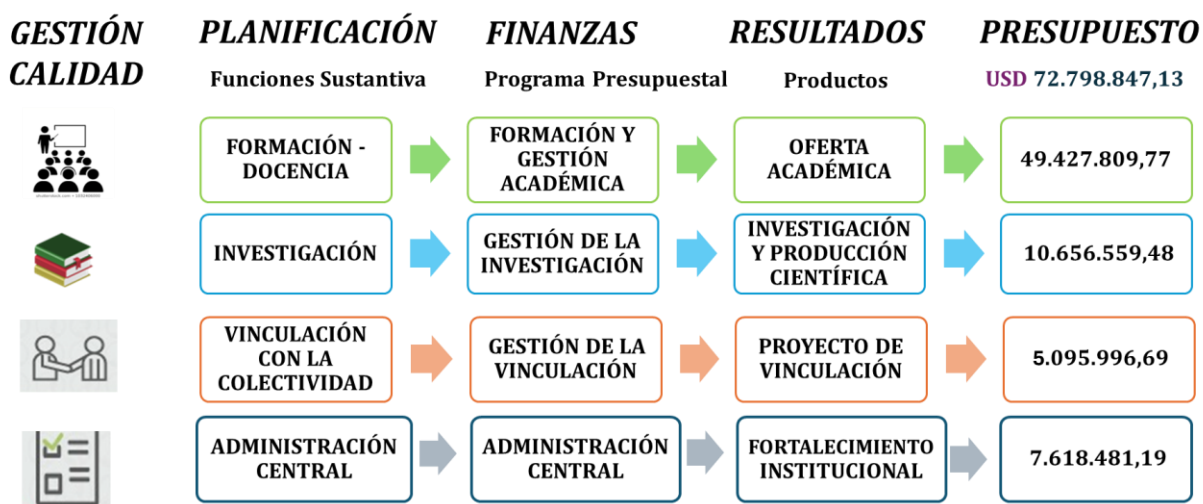 GESTIÓN
CALIDAD
PLANIFICACIÓN
FINANZAS
RESULTADOS
PRESUPUESTO
Funciones Sustantiva
Programa Presupuestal
Productos
USD 72.798.847,13
FORMACIÓN -
DOCENCIA
FORMACIÓN Y
GESTIÓN
ACADÉMICA
OFERTA
ACADÉMICA
49.427.809,77
INVESTIGACIÓN
GESTIÓN DE LA
INVESTIGACIÓN
INVESTIGACIÓN
Y PRODUCCIÓN
CIENTÍFICA
10.656.559,48
VINCULACIÓN
CON LA
COLECTIVIDAD
GESTIÓN DE LA
VINCULACIÓN
PROYECTO DE
VINCULACIÓN
5.095.996,69
ADMINISTRACIÓN
CENTRAL
ADMINISTRACIÓN
CENTRAL
FORTALECIMIENTO
INSTITUCIONAL
7.618.481,19